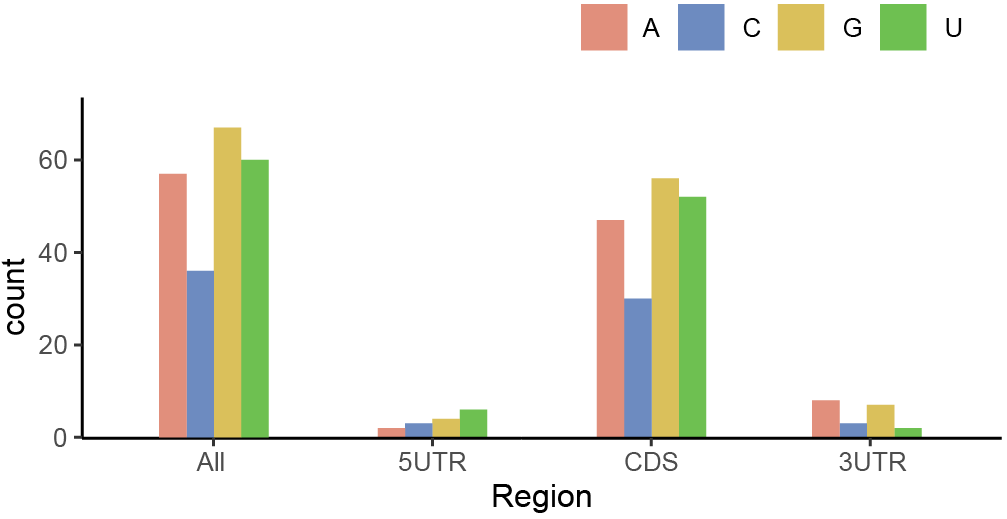 A C G U
60
40
20
0
count
All 5UTR CDS 3UTR
Region